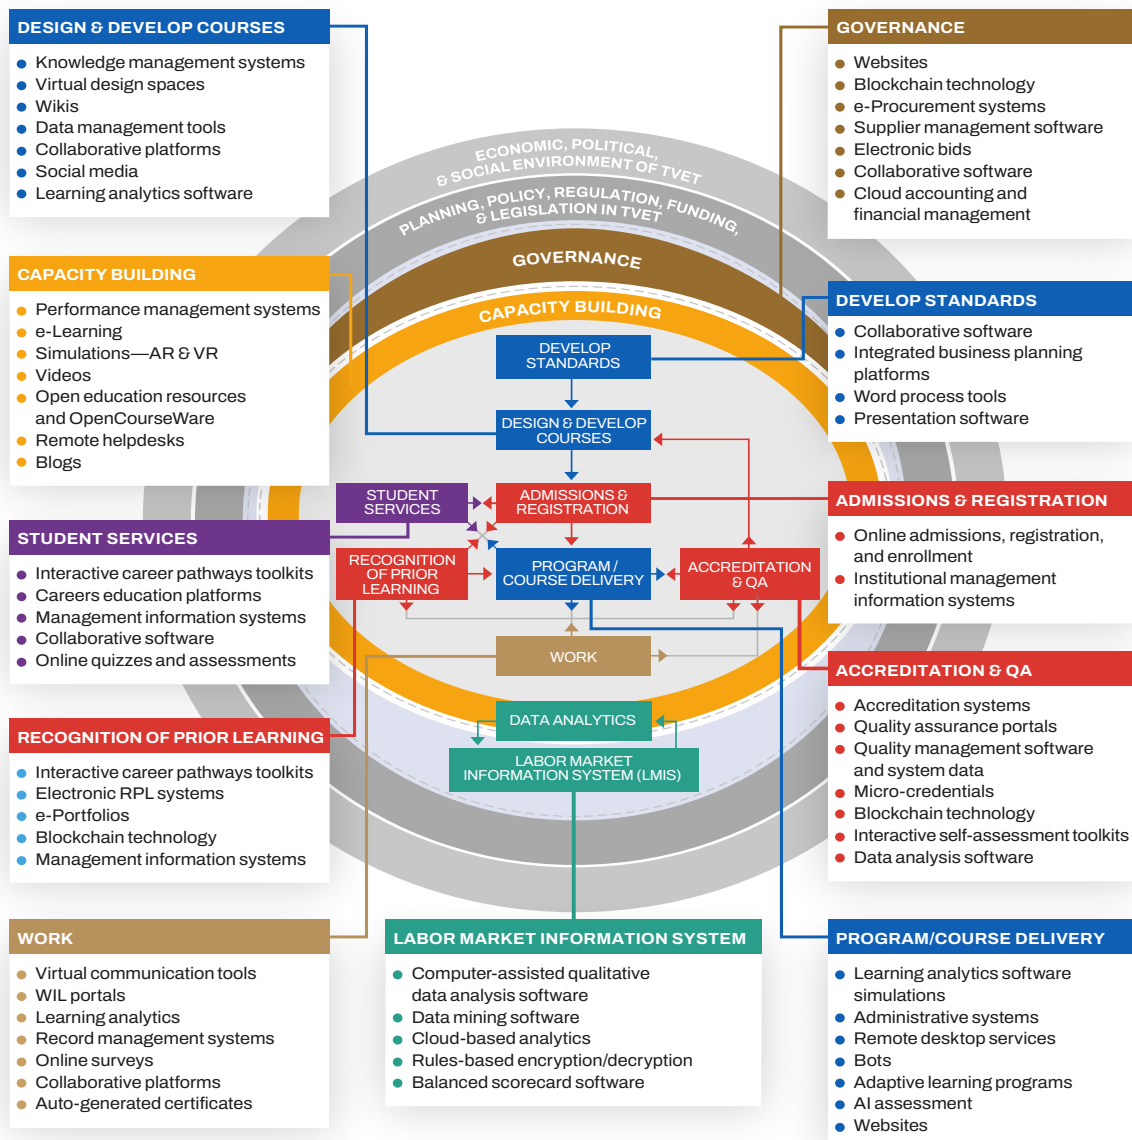 DESIGN & DEVELOP COURSES
Knowledge management systems
Virtual design spaces
Wikis
Data management tools
Collaborative platforms
Social media
Learning analytics software
CAPACITY BUILDING
Performance management systems
e-Learning
Simulations—AR & VR
Videos
Open education resources
and OpenCourseWare
Remote helpdesks
Blogs
STUDENT SERVICES
Interactive career pathways toolkits
Careers education platforms
Management information systems
Collaborative software
Online quizzes and assessments
RECOGNITION OF PRIOR LEARNING
Interactive career pathways toolkits
Electronic RPL systems
e-Portfolios
Blockchain technology
Management information systems
WORK
Virtual communication tools
WIL portals
Learning analytics
Record management systems
Online surveys
Collaborative platforms
Auto-generated certificates
ECONOMIC, POLITICAL,
& SOCIAL ENVIRONMENT OF TVET
PLANNING, POLICY, REGULATION, FUNDING,
& LEGISLATION IN TVET
GOVERNANCE
CAPACITY BUILDING
DEVELOP
STANDARDS
DESIGN & DEVELOP
COURSES
STUDENT
SERVICES
ADMISSIONS &
REGISTRATION
RECOGNITION
OF PRIOR
LEARNING
PROGRAM /
COURSE DELIVERY
ACCREDITATION
& QA
WORK
DATA ANALYTICS
LABOR MARKET
INFORMATION SYSTEM (LMIS)
LABOR MARKET INFORMATION SYSTEM
Computer-assisted qualitative
data analysis software
Data mining software
Cloud-based analytics
Rules-based encryption/decryption
Balanced scorecard software
GOVERNANCE
Websites
Blockchain technology
e-Procurement systems
Supplier management software
Electronic bids
Collaborative software
Cloud accounting and
financial management
DEVELOP STANDARDS
Collaborative software
Integrated business planning
platforms
Word process tools
Presentation software
ADMISSIONS & REGISTRATION
Online admissions, registration,
and enrollment
Institutional management
information systems
ACCREDITATION & QA
Accreditation systems
Quality assurance portals
Quality management software
and system data
Micro-credentials
Blockchain technology
Interactive self-assessment toolkits
Data analysis software
PROGRAM/COURSE DELIVERY
Learning analytics software
simulations
Administrative systems
Remote desktop services
Bots
Adaptive learning programs
AI assessment
Websites